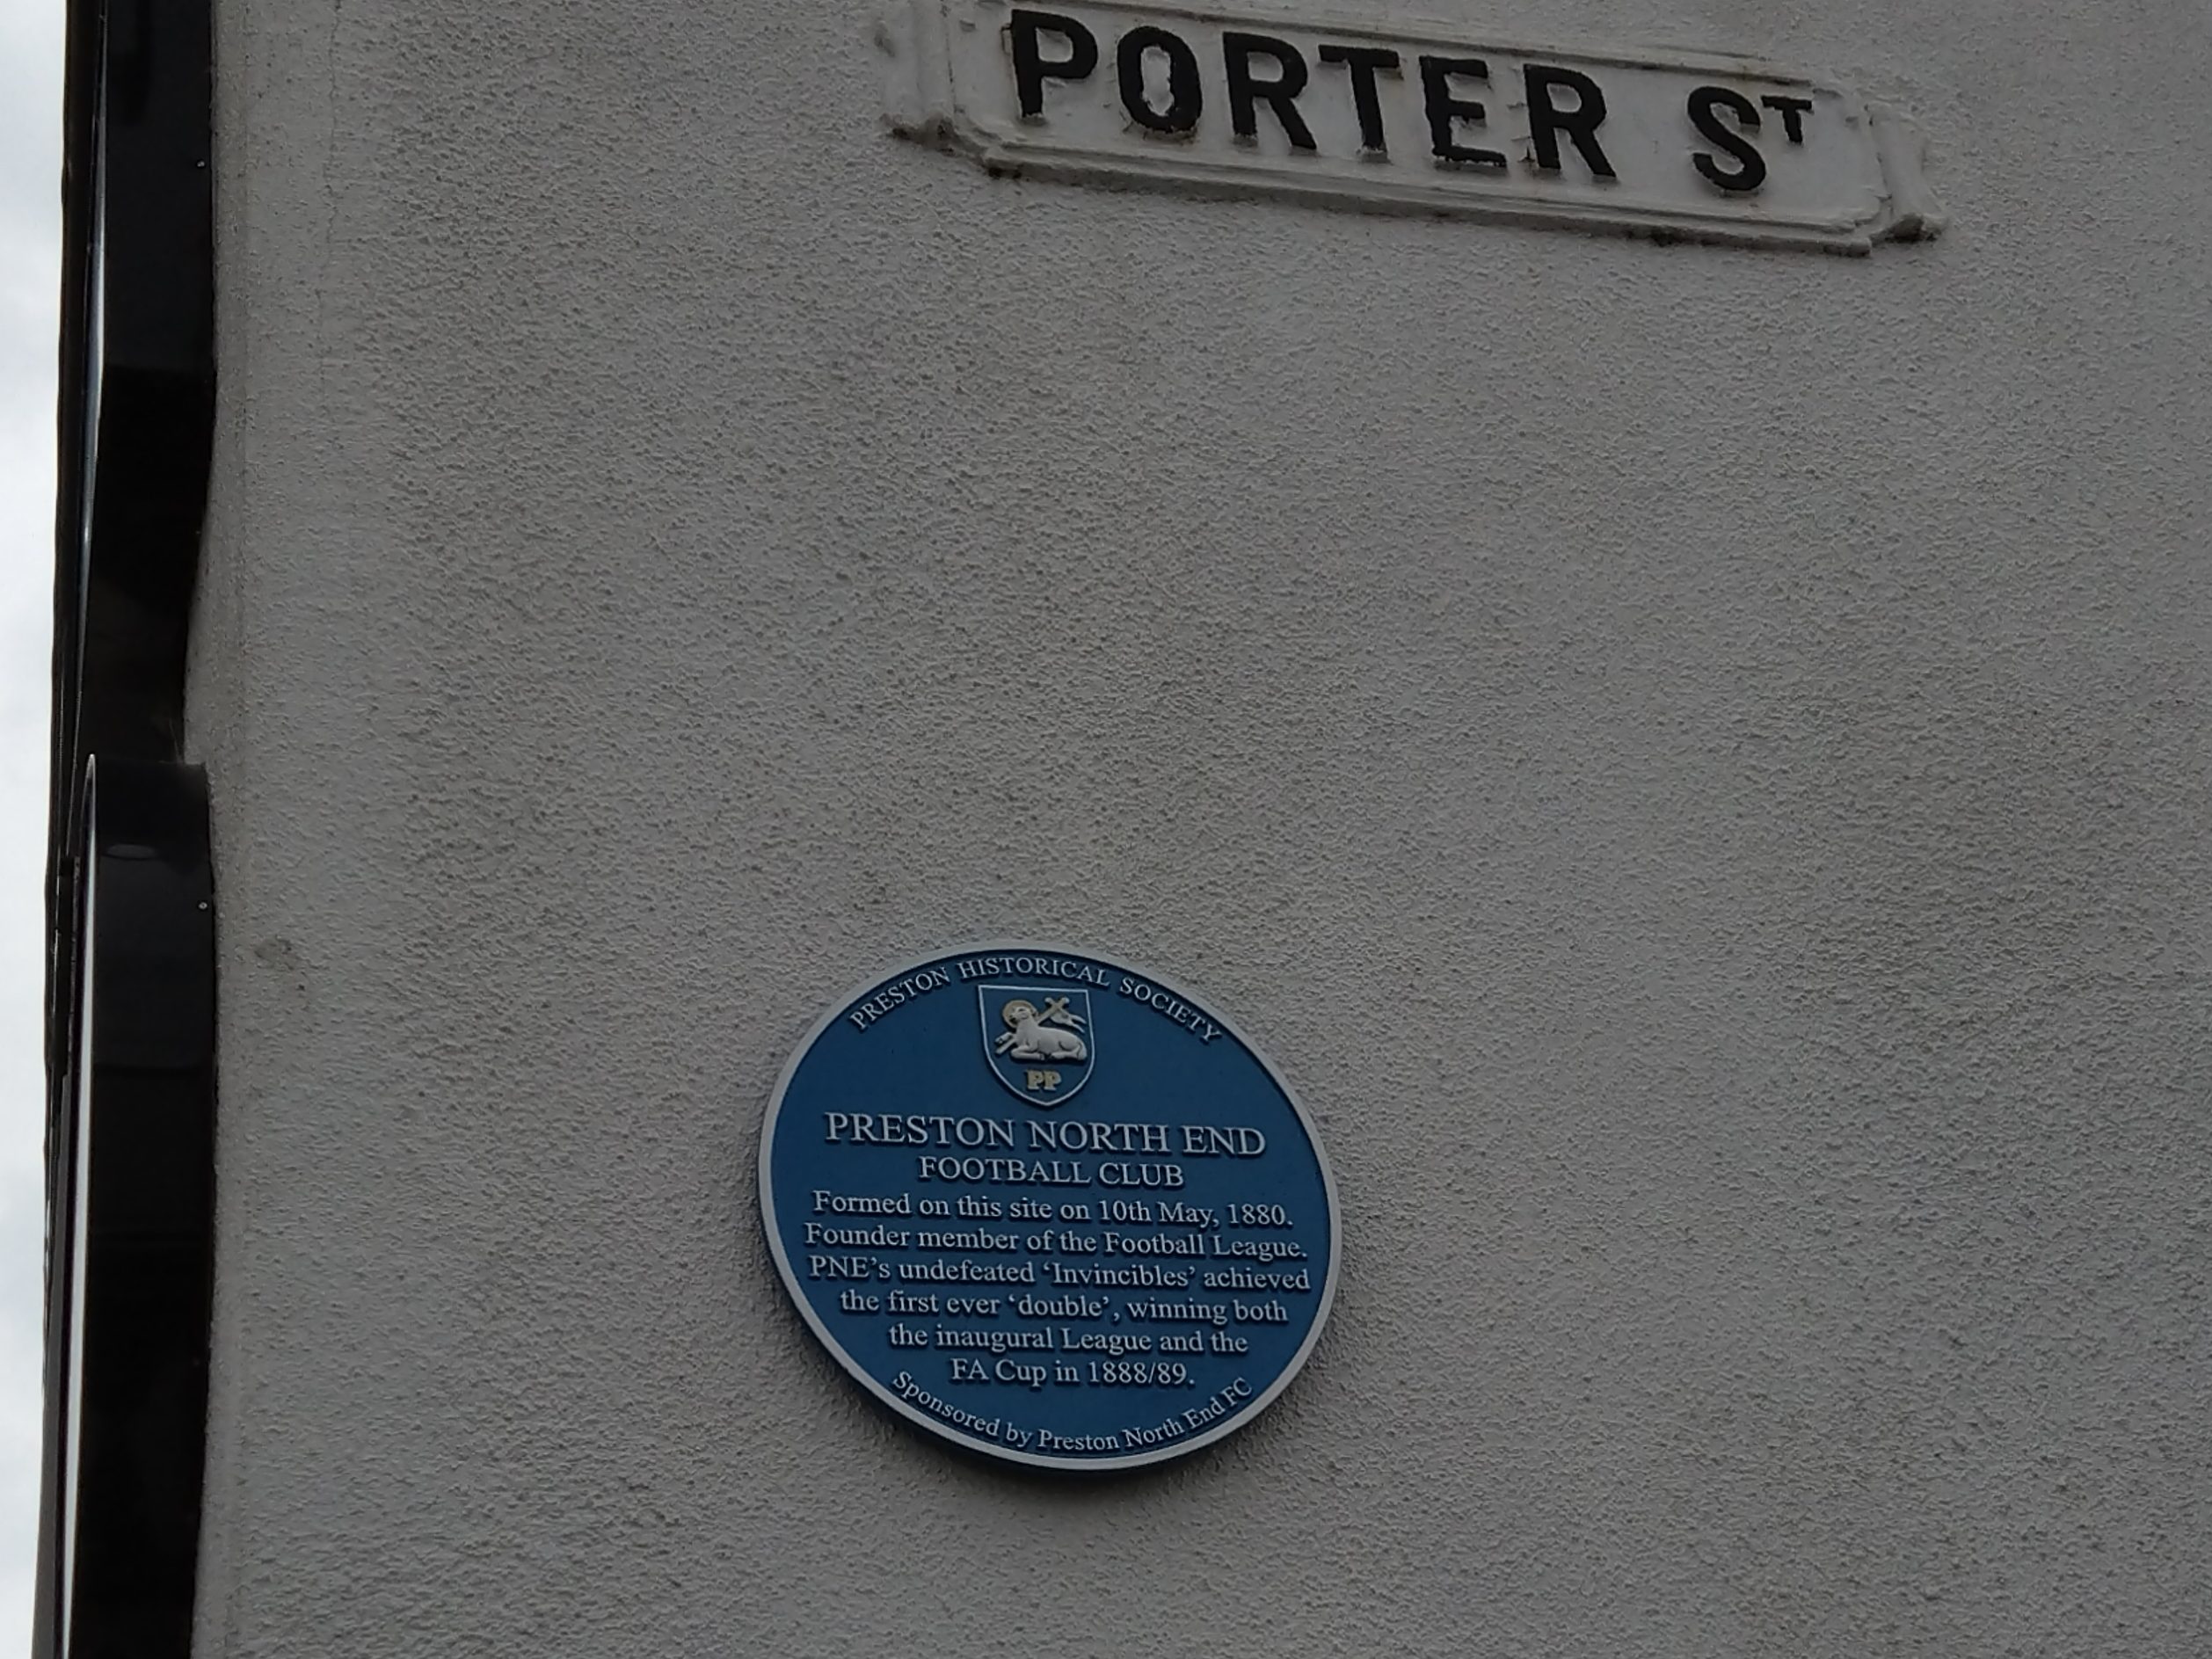 PORTER ST
PRESTON HISTORICAL SOCIETY
PP
PRESTON NORTH END
FOOTBALL CLUB
Formed on this site on 10th May, 1880.
Founder member of the Football League.
PNE's undefeated ‘Invincibles’ achieved
the first ever ‘double’, winning both
the inaugural League and the
FA Cup in 1888/89.
Sponsored by Preston North End FC